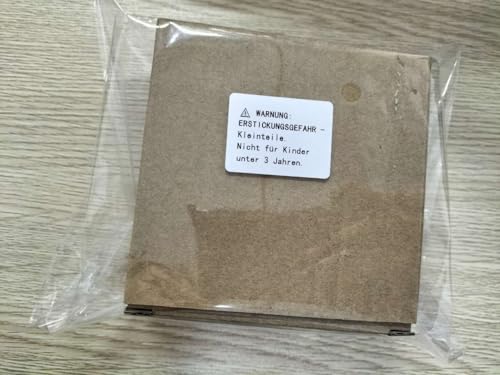 ⚠ WARNUNG:
ERSTICKUNGSGEFAHR -
Kleinteile.
Nicht für Kinder
unter 3 Jahren.